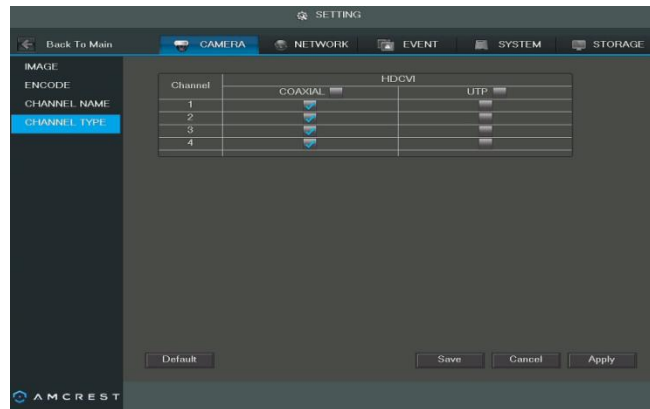 SETTING
Back To Main CAMERA NETWORK EVENT SYSTEM STORAGE
IMAGE
ENCODE
CHANNEL NAME
CHANNEL TYPE
Channel HDCVI
COAXIAL UTP
1
2
3
4
Default Save Cancel Apply
AMCREST